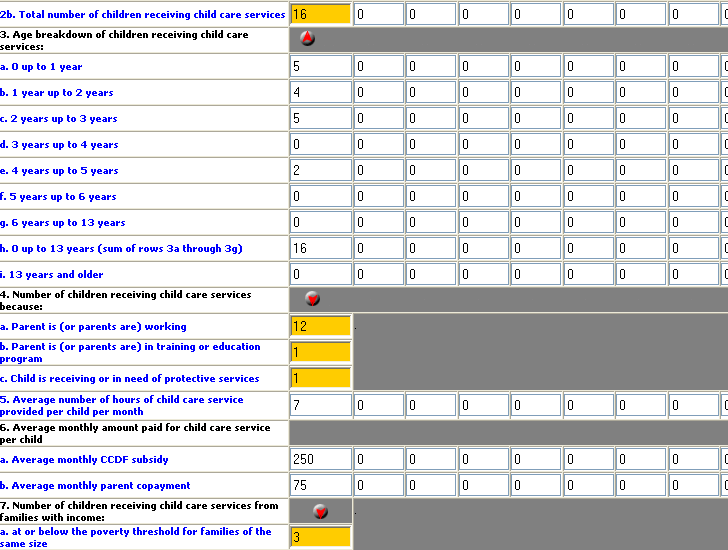 2b. Total number of children receiving child care services 16 0 0 0 0 0 0 0
3. Age breakdown of children receiving child care
services:
a. 0 up to 1 year 5 0 0 0 0 0 0 0
b. 1 year up to 2 years 4 0 0 0 0 0 0 0
c. 2 years up to 3 years 5 0 0 0 0 0 0 0
d. 3 years up to 4 years 0 0 0 0 0 0 0 0
e. 4 years up to 5 years 2 0 0 0 0 0 0 0
f. 5 years up to 6 years 0 0 0 0 0 0 0 0
g. 6 years up to 13 years 0 0 0 0 0 0 0 0
h. 0 up to 13 years (sum of rows 3a through 3g) 16 0 0 0 0 0 0 0
i. 13 years and older 0 0 0 0 0 0 0 0
4. Number of children receiving child care services
because:
a. Parent is (or parents are) working 12 .
b. Parent is (or parents are) in training or education
program 1
c. Child is receiving or in need of protective services 1
5. Average number of hours of child care service
provided per child per month 7 0 0 0 0 0 0 0
6. Average monthly amount paid for child care service
per child
a. Average monthly CCDF subsidy 250 0 0 0 0 0 0 0
b. Average monthly parent copayment 75 0 0 0 0 0 0 0
7. Number of children receiving child care services from
families with income: .
a. at or below the poverty threshold for families of the
same size 3